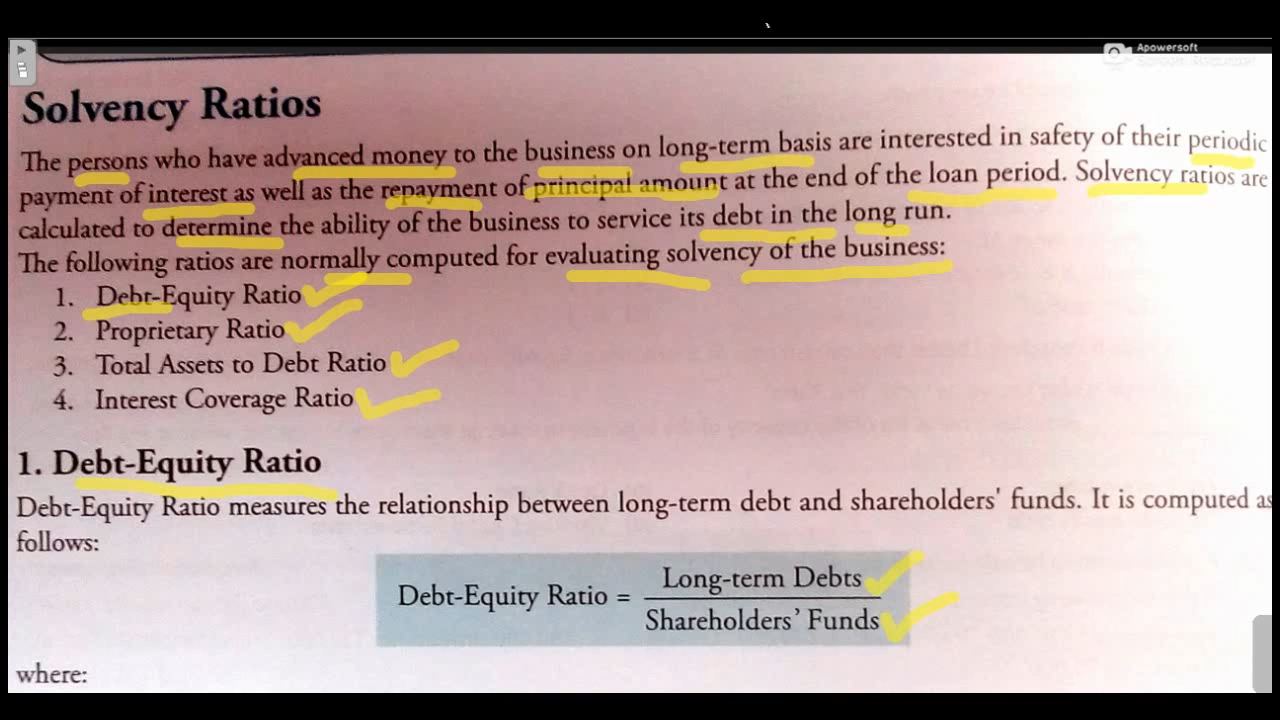 Apowersoft
Screen Recorder
Solvency Ratios
The persons who have advanced money to the business on long-term basis are interested in safety of their periodic
payment of interest as well as the repayment of principal amount at the end of the loan period. Solvency ratios are
calculated to determine the ability of the business to service its debt in the long run.
The following ratios are normally computed for evaluating solvency of the business:
1. Debt-Equity Ratio
2. Proprietary Ratio
3. Total Assets to Debt Ratio
4. Interest Coverage Ratio
1. Debt-Equity Ratio
Debt-Equity Ratio measures the relationship between long-term debt and shareholders' funds. It is computed as
follows:
Debt-Equity Ratio = Long-term Debts
Shareholders’ Funds
where: